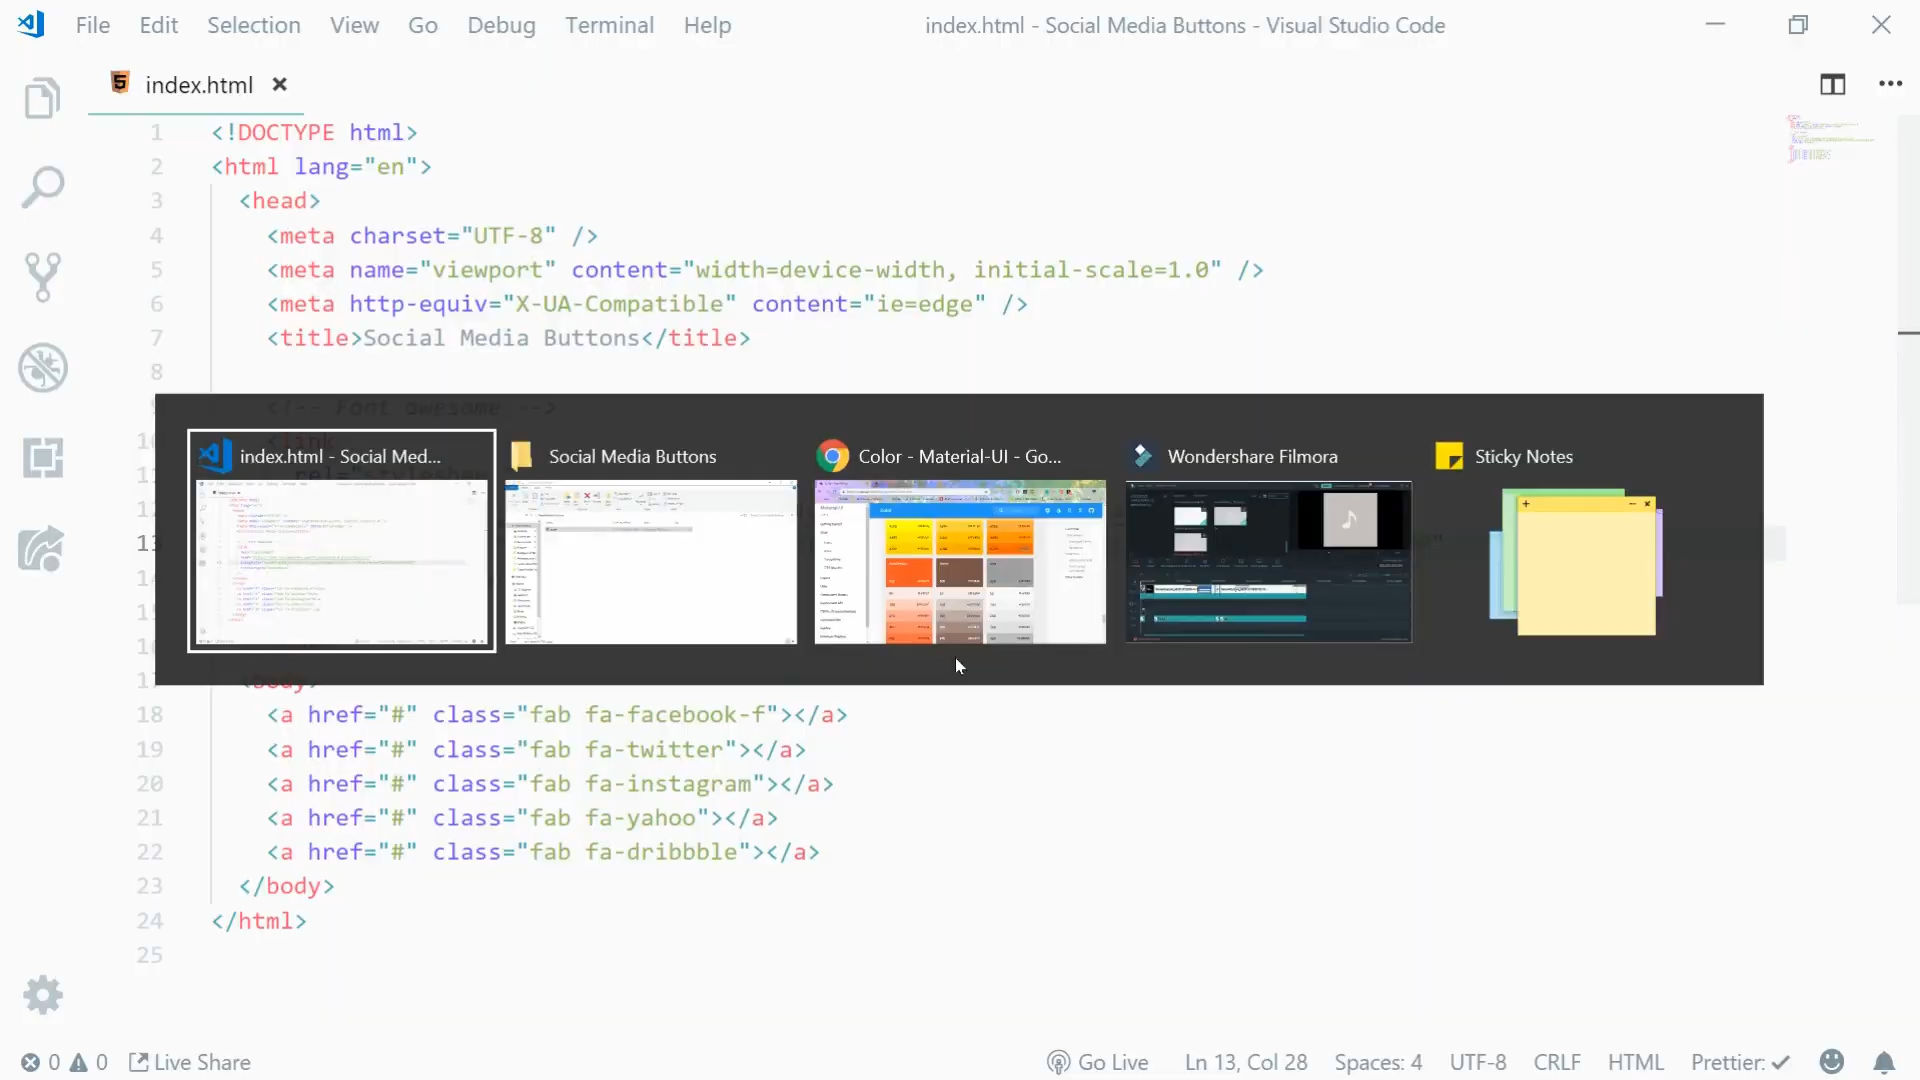 File Edit Selection View Go Debug Terminal Help index.html - Social Media Buttons - Visual Studio Code
index.html
1 <!DOCTYPE html>
2 <html lang="en">
3 <head>
4 <meta charset="UTF-8" />
5 <meta name="viewport" content="width=device-width, initial-scale=1.0" />
6 <meta http-equiv="X-UA-Compatible" content="ie=edge" />
7 <title>Social Media Buttons</title>
8
<!-- Font awesome -->
index.html - Social Med... Social Media Buttons Color - Material-UI - Go... Wondershare Filmora Sticky Notes
13
<body>
18 <a href="#" class="fab fa-facebook-f"></a>
19 <a href="#" class="fab fa-twitter"></a>
20 <a href="#" class="fab fa-instagram"></a>
21 <a href="#" class="fab fa-yahoo"></a>
22 <a href="#" class="fab fa-dribbble"></a>
23 </body>
24 </html>
25
0 0 Live Share Go Live Ln 13, Col 28 Spaces: 4 UTF-8 CRLF HTML Prettier: ✓